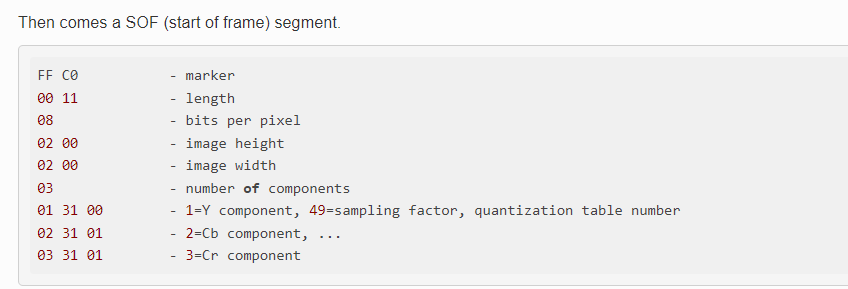 Then comes a SOF (start of frame) segment.
FF C0 - marker
00 11 - length
08 - bits per pixel
02 00 - image height
02 00 - image width
03 - number of components
01 31 00 - 1=Y component, 49=sampling factor, quantization table number
02 31 01 - 2=Cb component, ...
03 31 01 - 3=Cr component